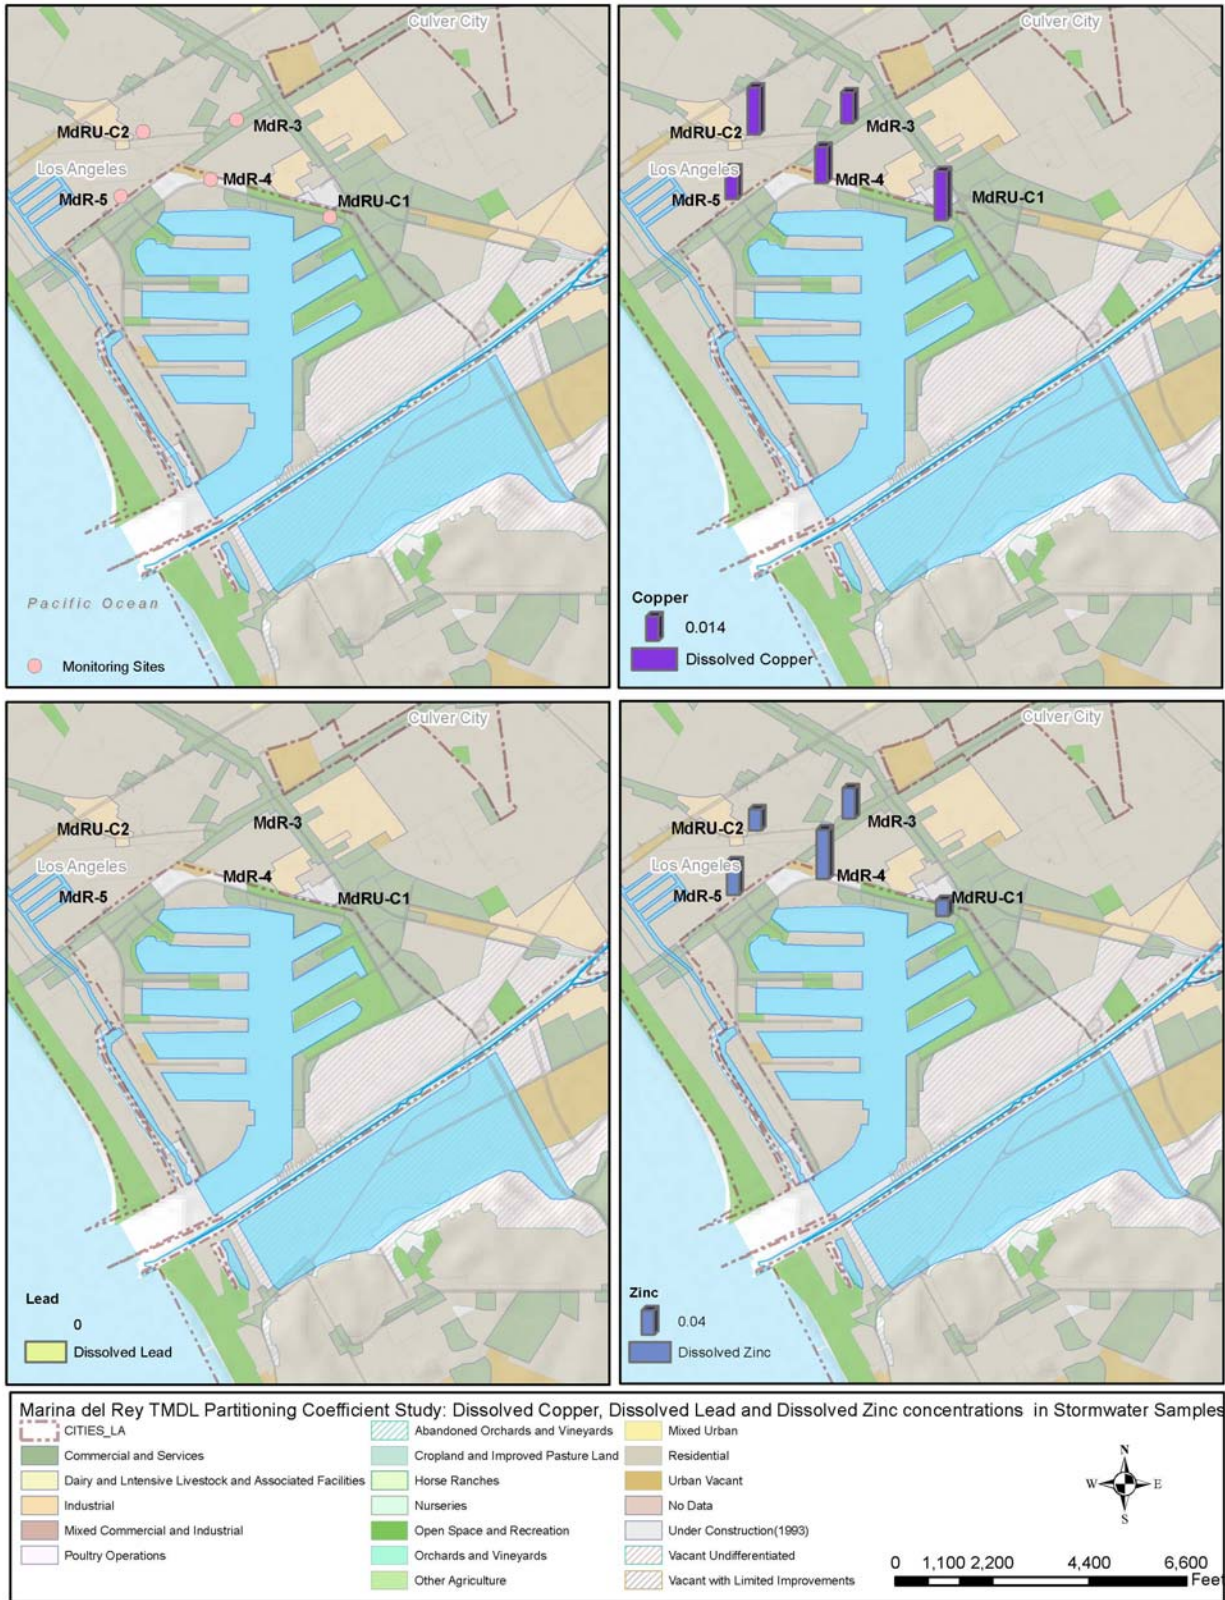 Culver City
MdRU-C2
MdR-3
Los Angeles
MdR-4
MdR-5
MdRU-C1
Pacific Ocean
Monitoring Sites
Culver City
MdRU-C2
MdR-3
Los Angeles
MdR-4
MdR-5
MdRU-C1
Copper
0.014
Dissolved Copper
Culver City
MdRU-C2
MdR-3
Los Angeles
MdR-4
MdR-5
MdRU-C1
Lead
0
Dissolved Lead
Culver City
MdRU-C2
MdR-3
Los Angeles
MdR-4
MdR-5
MdRU-C1
Zinc
0.04
Dissolved Zinc
Marina del Rey TMDL Partitioning Coefficient Study: Dissolved Copper, Dissolved Lead and Dissolved Zinc concentrations in Stormwater Samples
CITIES_LA
Commercial and Services
Dairy and Lntensive Livestock and Associated Facilities
Industrial
Mixed Commercial and Industrial
Poultry Operations
Abandoned Orchards and Vineyards
Cropland and Improved Pasture Land
Horse Ranches
Nurseries
Open Space and Recreation
Orchards and Vineyards
Other Agriculture
Mixed Urban
Residential
Urban Vacant
No Data
Under Construction(1993)
Vacant Undifferentiated
Vacant with Limited Improvements
N
W E
S
0 1,100 2,200 4,400 6,600
Feet